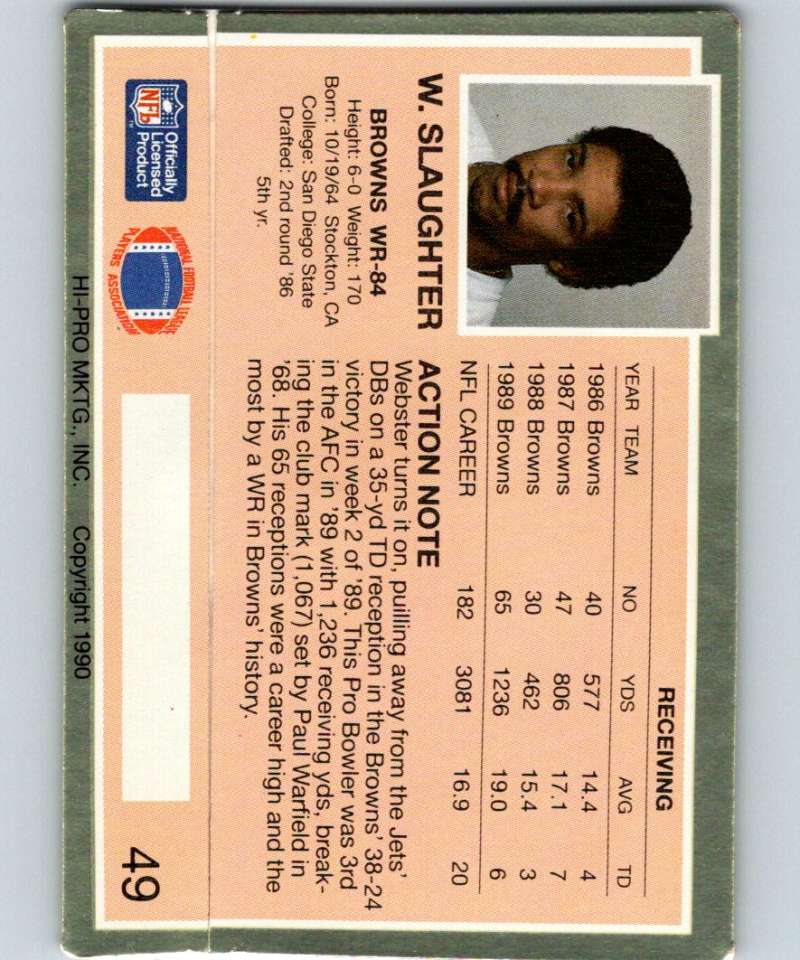 W. SLAUGHTER
BROWNS WR-84
Height: 6-0 Weight: 170
Born: 10/19/64 Stockton, CA
College: San Diego State
Drafted: 2nd round '86
5th yr.
RECEIVING
YEAR TEAM NO YDS AVG TD
1986 Browns 40 577 14.4 4
1987 Browns 47 806 17.1 7
1988 Browns 30 462 15.4 3
1989 Browns 65 1236 19.0 6
NFL CAREER 182 3081 16.9 20
ACTION NOTE
Webster turns it on, puilling away from the Jets'
DBs on a 35-yd TD reception in the Browns' 38-24
victory in week 2 of '89. This Pro Bowler was 3rd
in the AFC in '89 with 1,236 receiving yds, break-
ing the club mark (1,067) set by Paul Warfield in
'68. His 65 receptions were a career high and the
most by a WR in Browns' history.
NFL
Officially
Licensed
Product
NATIONAL FOOTBALL LEAGUE
PLAYERS ASSOCIATION
49
HI-PRO MKTG., INC. Copyright 1990